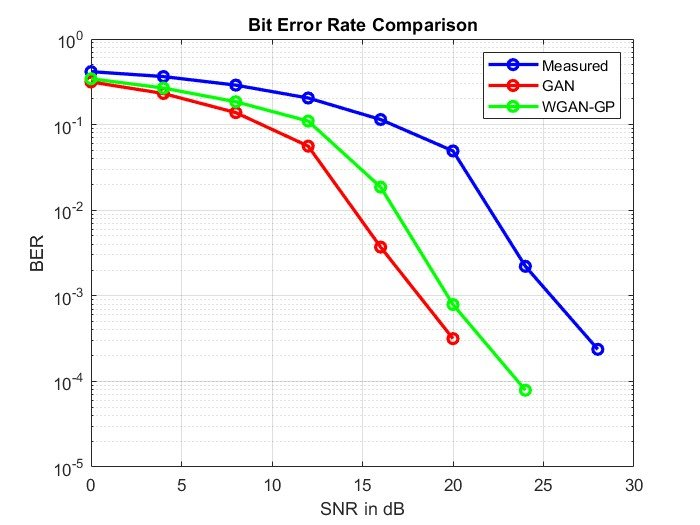 Bit Error Rate Comparison
10^0
10^-1
10^-2
10^-3
10^-4
10^-5
BER
Measured
GAN
WGAN-GP
0 5 10 15 20 25 30
SNR in dB